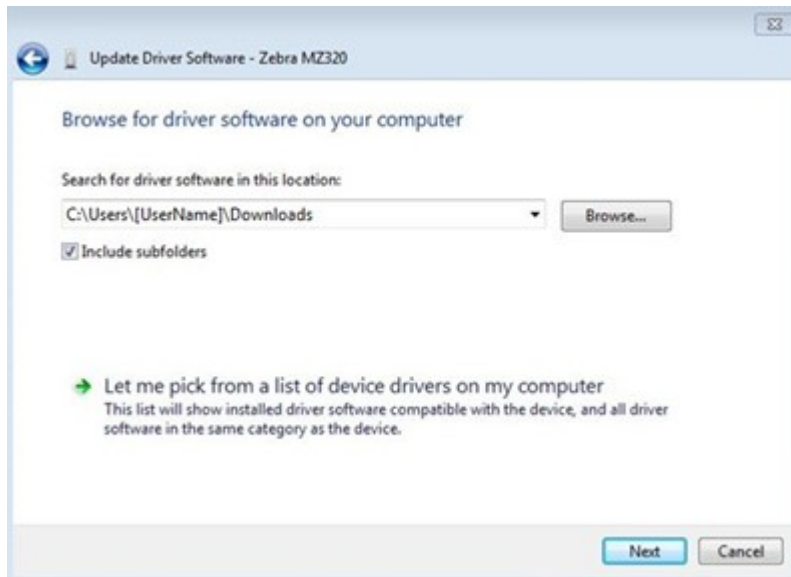 Update Driver Software - Zebra MZ320
Browse for driver software on your computer
Search for driver software in this location:
C:\Users\[UserName]\Downloads
Browse...
Include subfolders
Let me pick from a list of device drivers on my computer
This list will show installed driver software compatible with the device, and all driver
software in the same category as the device.
Next
Cancel